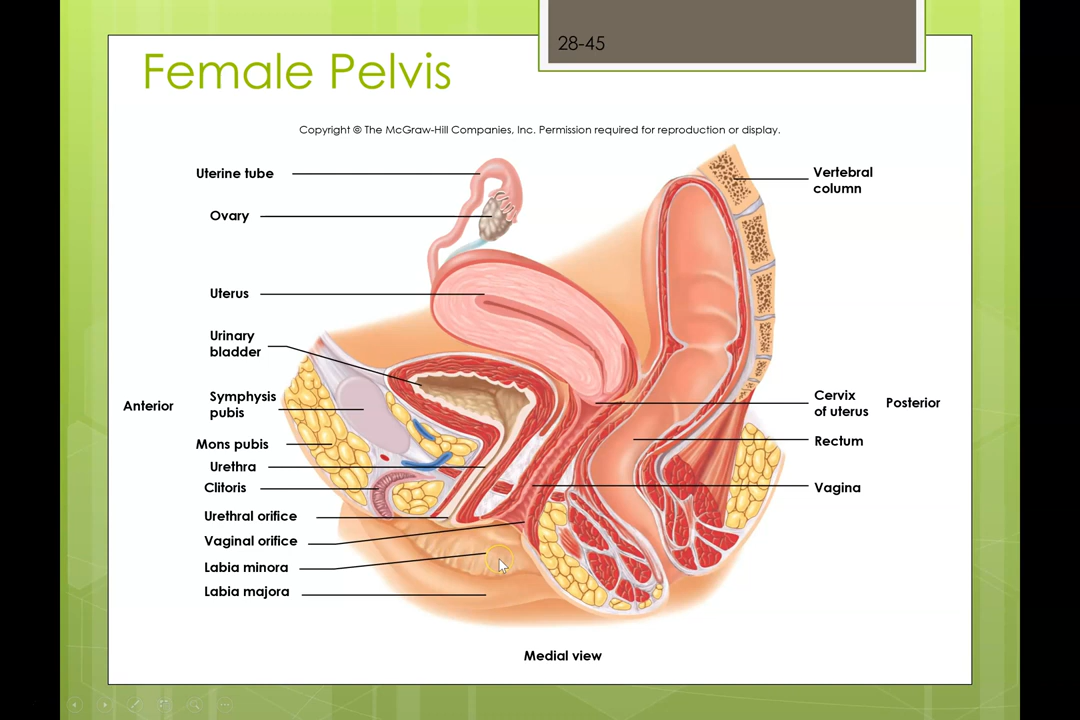 28-45
Female Pelvis
Copyright © The McGraw-Hill Companies, Inc. Permission required for reproduction or display.
Uterine tube
Ovary
Uterus
Urinary
bladder
Symphysis
pubis
Anterior
Mons pubis
Urethra
Clitoris
Urethral orifice
Vaginal orifice
Labia minora
Labia majora
Vertebral
column
Cervix
of uterus
Posterior
Rectum
Vagina
Medial view